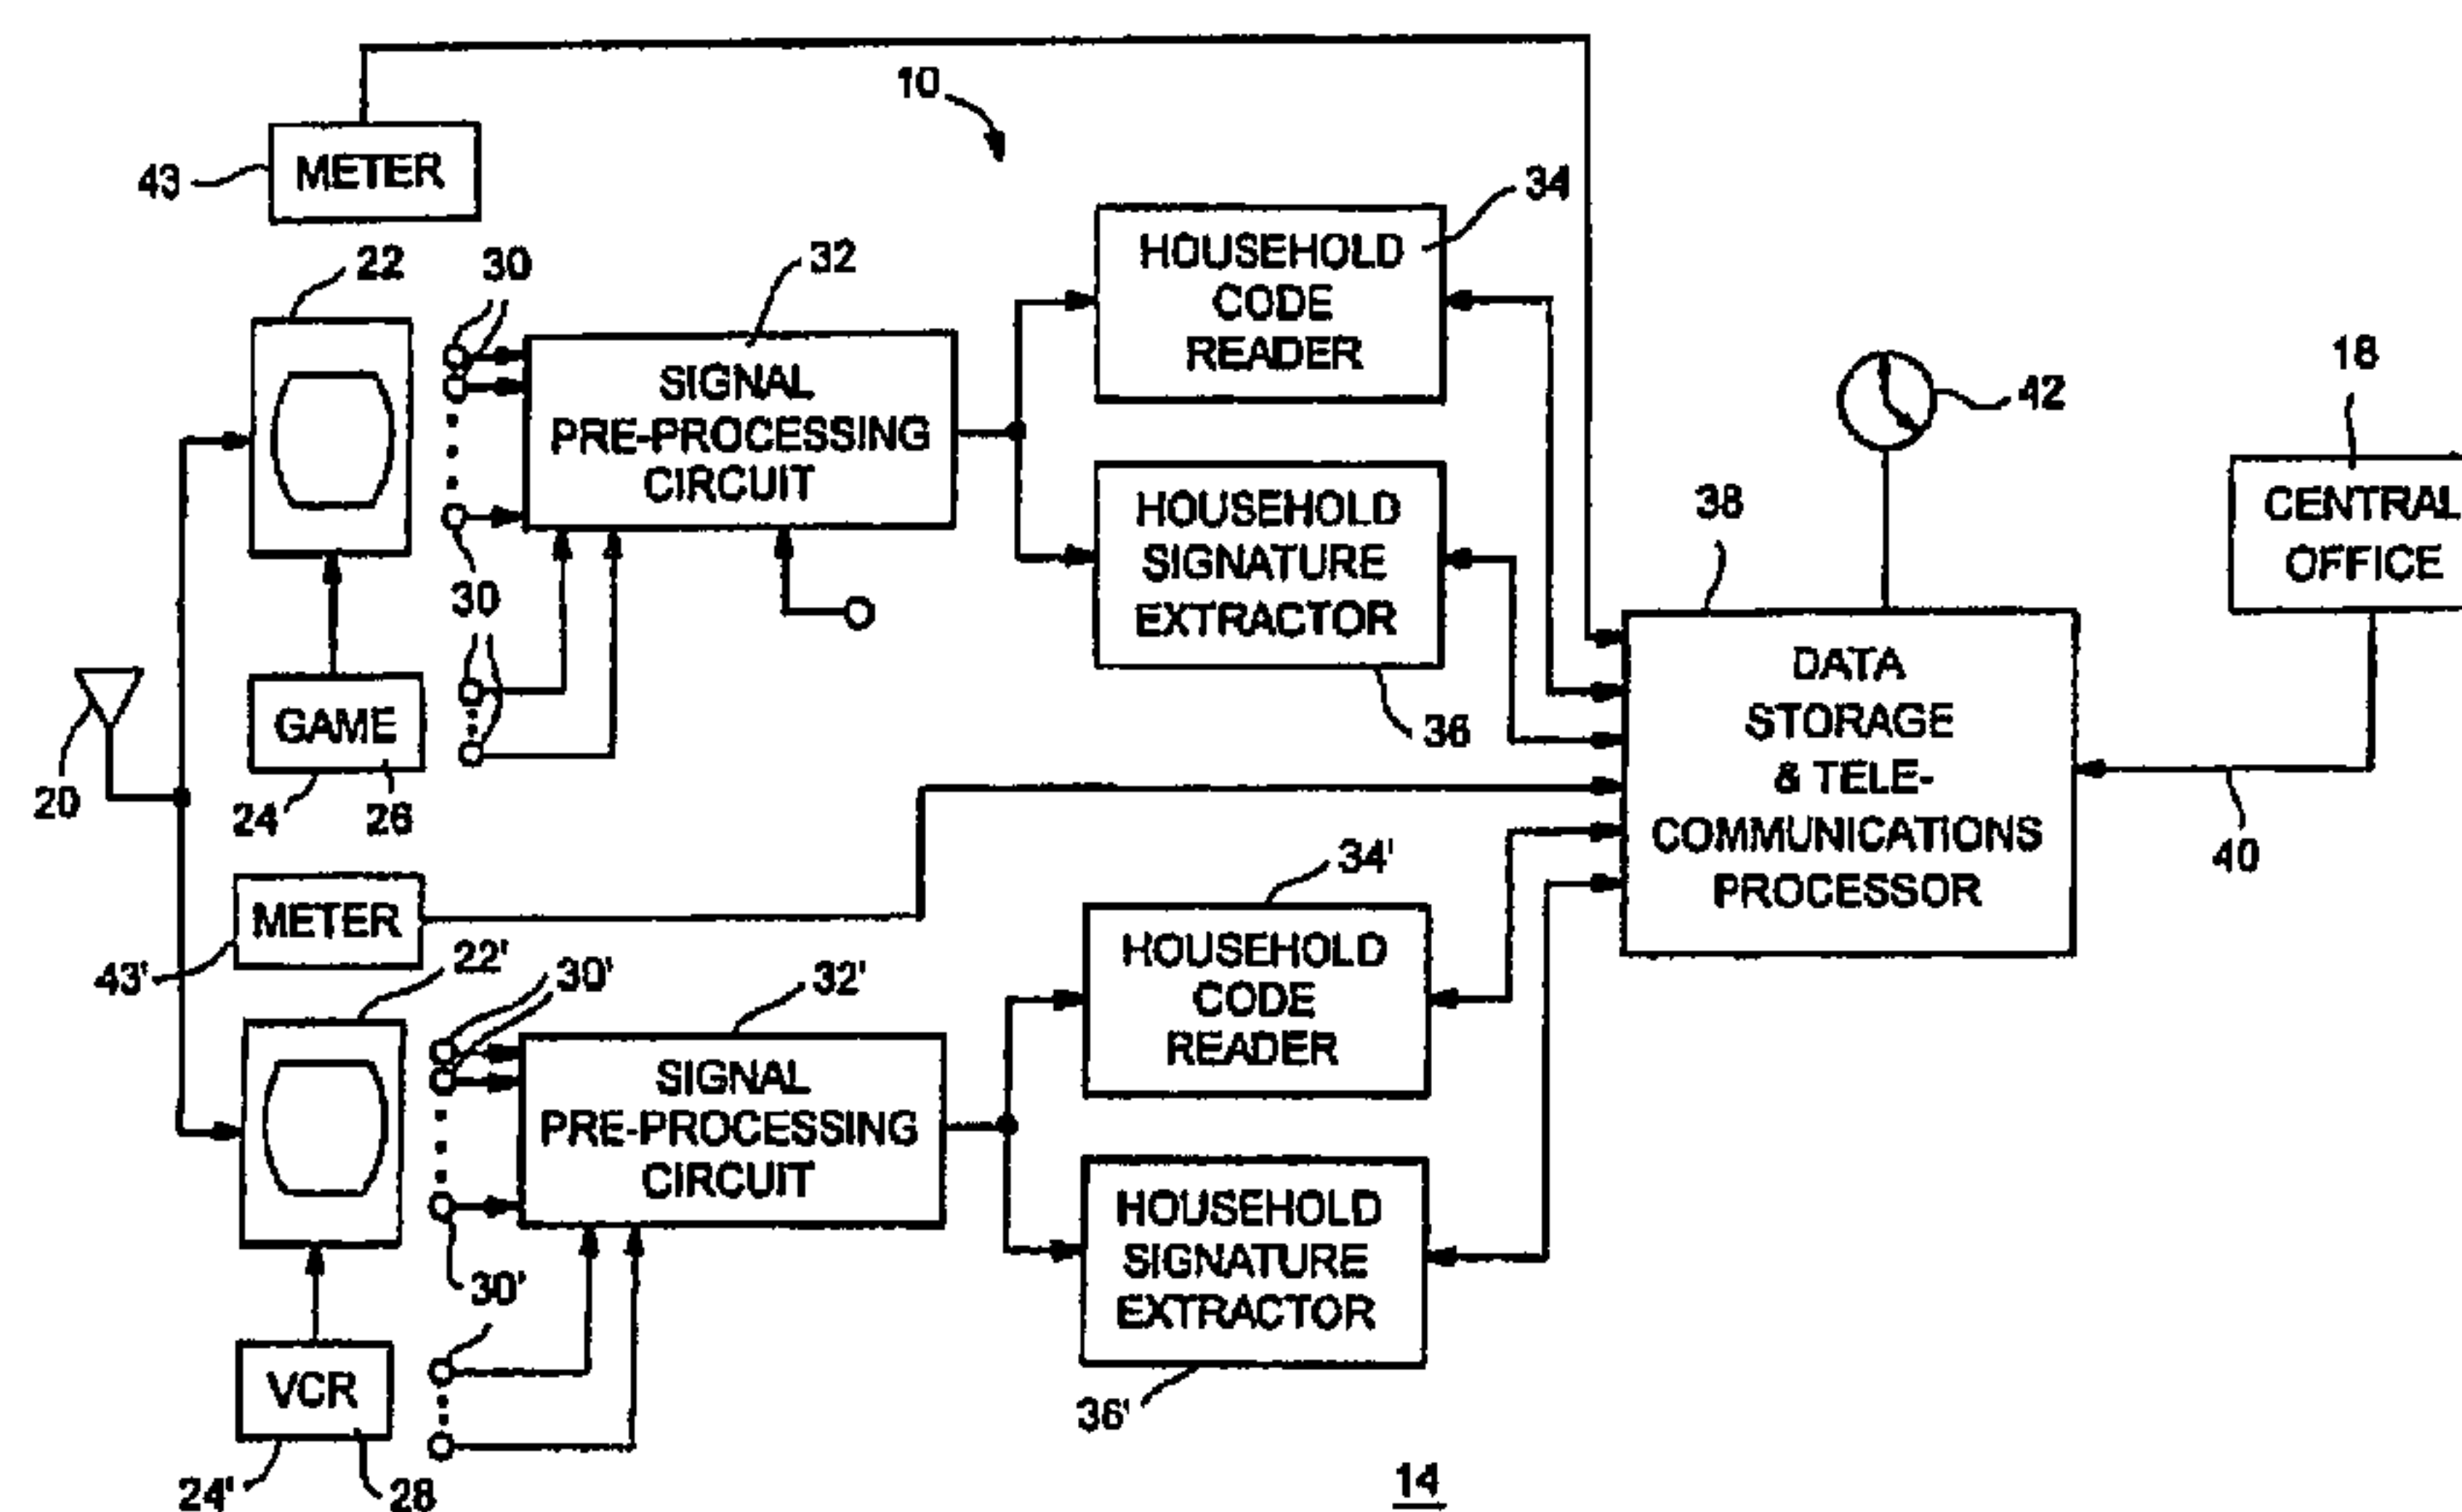 10
METER
43
34
22
30
32
HOUSEHOLD
CODE
READER
18
42
SIGNAL
PRE-PROCESSING
CIRCUIT
CENTRAL
OFFICE
38
HOUSEHOLD
SIGNATURE
EXTRACTOR
30
DATA
STORAGE
& TELE-
COMMUNICATIONS
PROCESSOR
GAME
36
20
24
26
40
34'
METER
43'
22'
30'
32'
HOUSEHOLD
CODE
READER
SIGNAL
PRE-PROCESSING
CIRCUIT
HOUSEHOLD
SIGNATURE
EXTRACTOR
30'
VCR
36'
24'
28
14